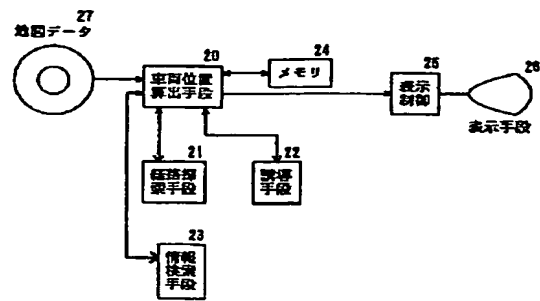 27
地図データ
20
車両位置
算出手段
24
メモリ
25
表示
制御
26
表示手段
21
経路探
索手段
22
誘導
手段
23
情報
検索
手段